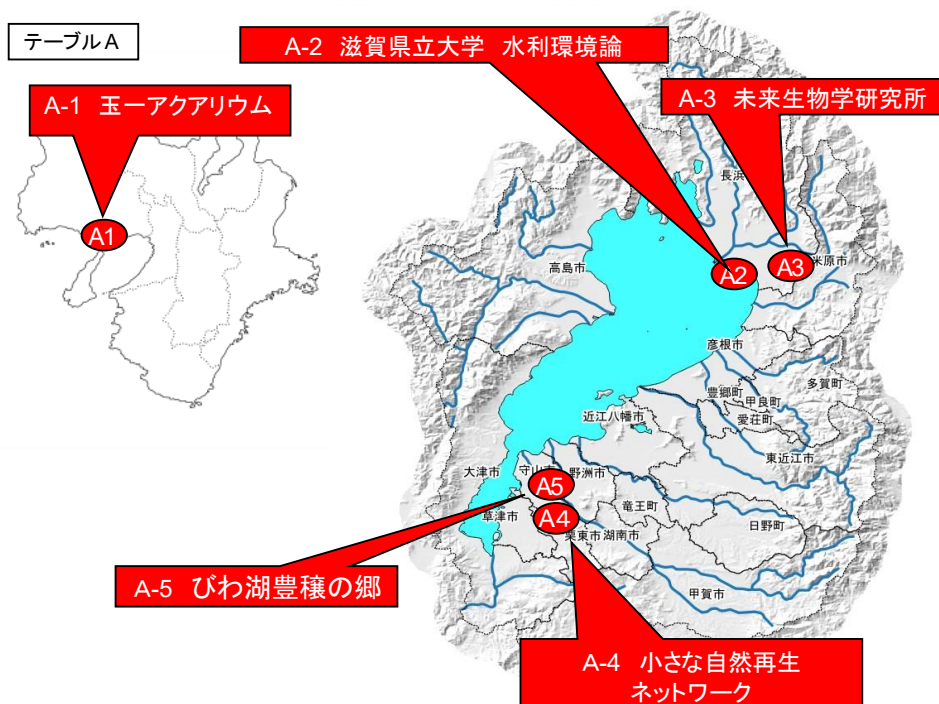 テーブルA
A-2 滋賀県立大学 水利環境論
A-1 玉一アクアリウム
A-3 未来生物学研究所
長浜
A1
高島市
A2
A3
米原市
彦根市
豊郷町
甲良町
多賀町
愛荘町
近江八幡市
東近江市
大津市
守山市
野洲市
A5
竜王町
草津市
A4
栗東市
湖南市
日野町
A-5 びわ湖豊穣の郷
甲賀市
A-4 小さな自然再生
ネットワーク